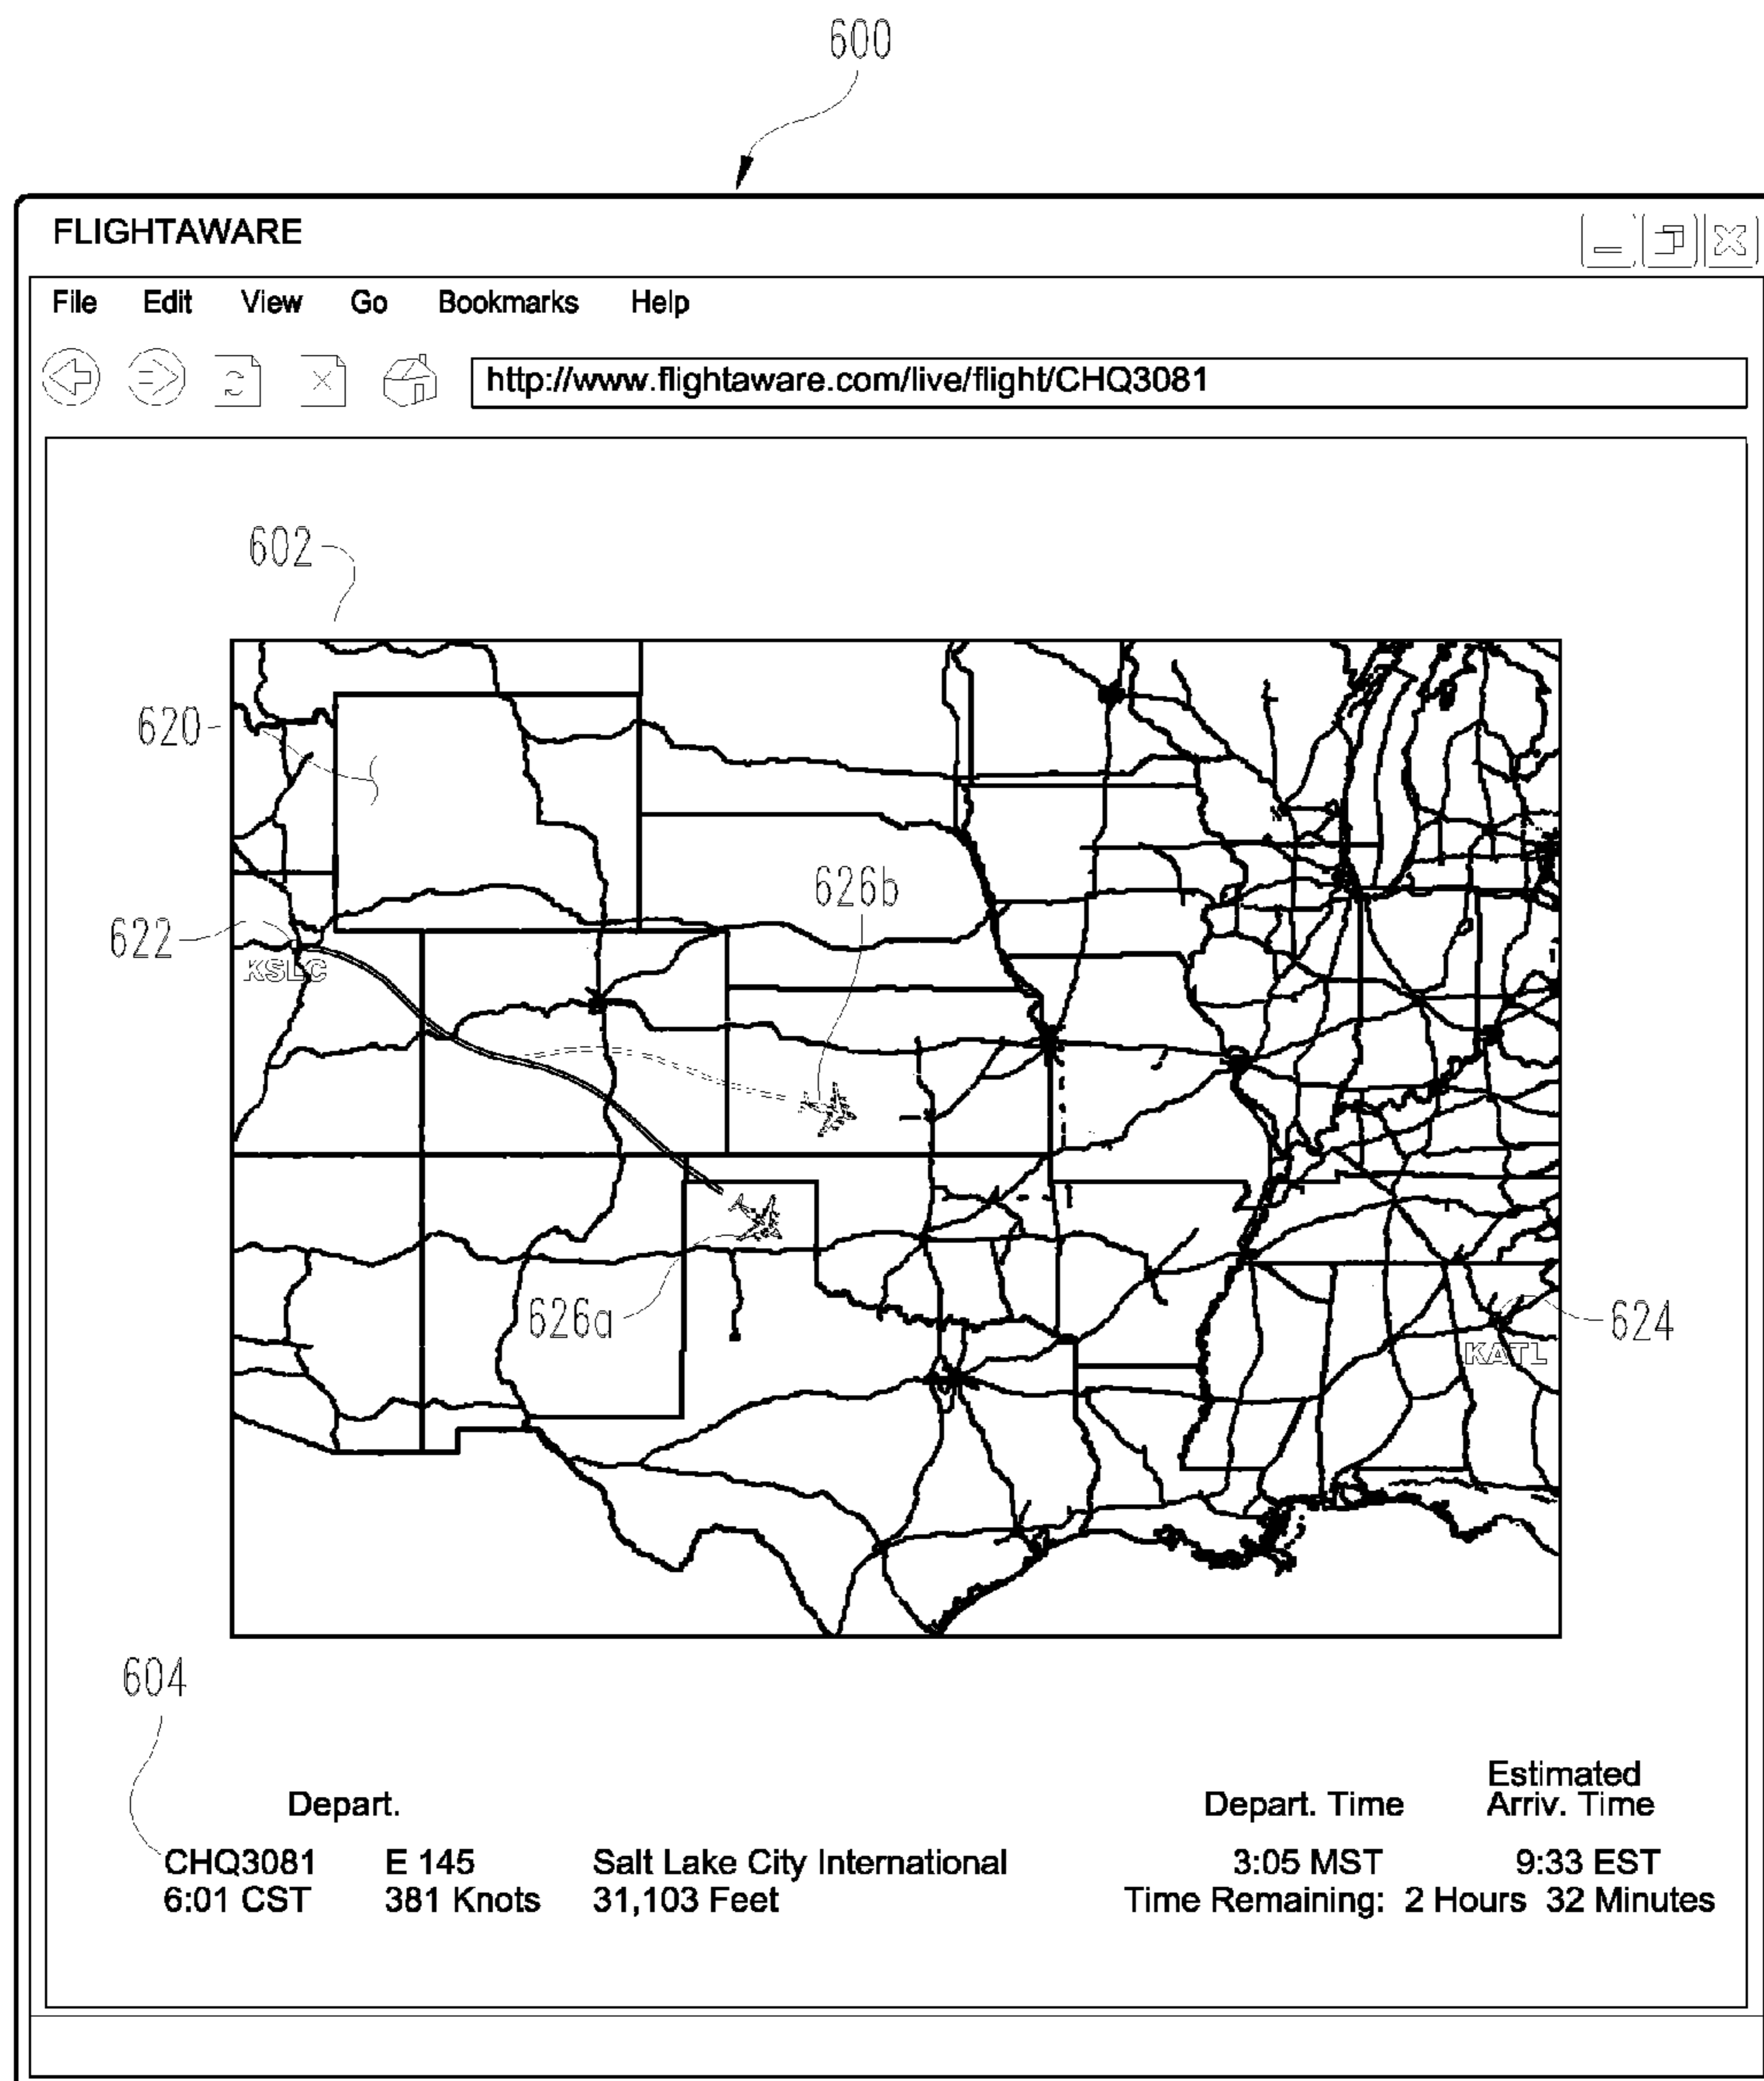 600
FLIGHTAWARE
File Edit View Go Bookmarks Help
http://www.flightaware.com/live/flight/CHQ3081
602
620
626b
622
KSLC
626a
624
KATL
604
Depart. Depart. Time Estimated Arriv. Time
CHQ3081 E 145 Salt Lake City International 3:05 MST 9:33 EST
6:01 CST 381 Knots 31,103 Feet Time Remaining: 2 Hours 32 Minutes